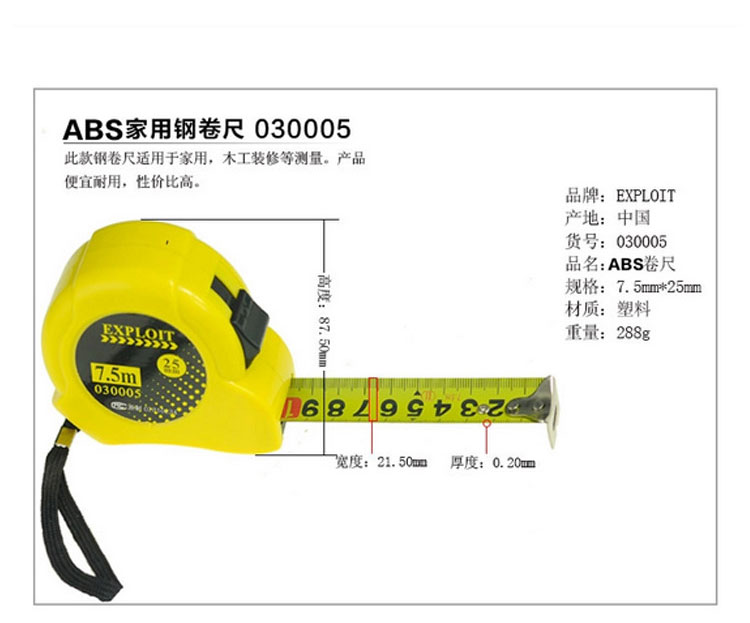 ABS家用钢卷尺 030005
此款钢卷尺适用于家用，木工装修等测量。产品
便宜耐用，性价比高。
品牌：EXPLOIT
产地：中国
货号：030005
品名：ABS卷尺
规格：7.5mm*25mm
材质：塑料
重量：288g
高度：87.50mm
EXPLOIT
7.5m
25
030005
1 9 8 7 6 5 4 3 2
宽度：21.50mm
厚度：0.20mm